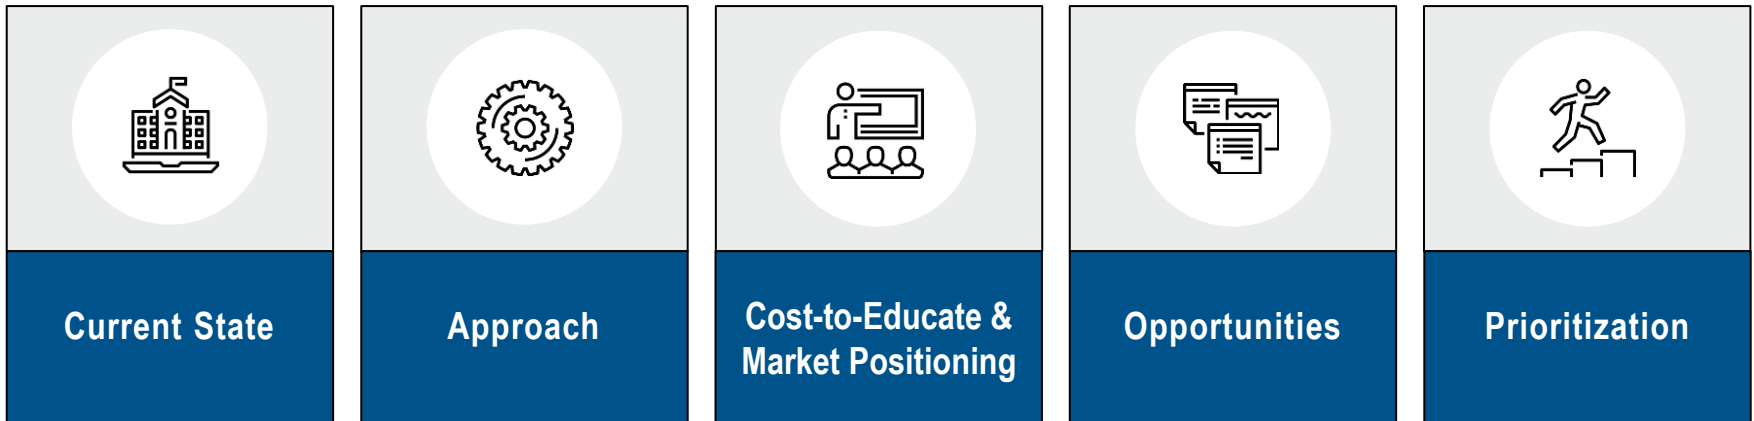 Current State
Approach
Cost-to-Educate &
Market Positioning
Opportunities
Prioritization